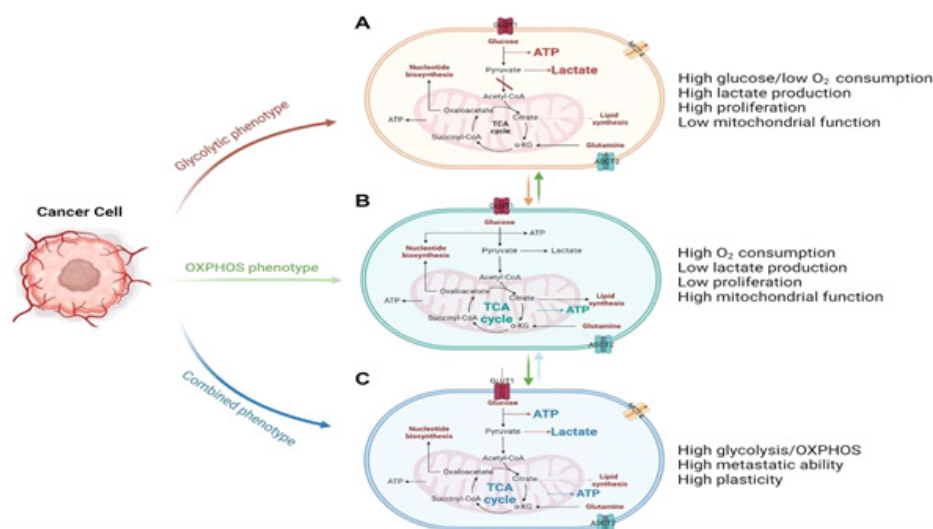 A
GLUT1
Glucose
ATP
Nucleotide
biosynthesis
Pyruvate
Lactate
Acetyl-CoA
Oxaloacetate
Citrate
Lipid
synthesis
ATP
TCA
cycle
Succinyl-CoA
α-KG
Glutamine
ASCT2
High glucose/low O₂ consumption
High lactate production
High proliferation
Low mitochondrial function
Glycolytic phenotype
Cancer Cell
B
Glucose
ATP
Nucleotide
biosynthesis
Pyruvate
Lactate
Acetyl-CoA
Oxaloacetate
Citrate
Lipid
synthesis
ATP
TCA
cycle
ATP
Succinyl-CoA
α-KG
Glutamine
ASCT2
High O₂ consumption
Low lactate production
Low proliferation
High mitochondrial function
OXPHOS phenotype
Combined phenotype
C
GLUT1
Glucose
ATP
Nucleotide
biosynthesis
Pyruvate
Lactate
Acetyl-CoA
Oxaloacetate
Citrate
Lipid
synthesis
ATP
TCA
cycle
ATP
Succinyl-CoA
α-KG
Glutamine
ASCT2
High glycolysis/OXPHOS
High metastatic ability
High plasticity